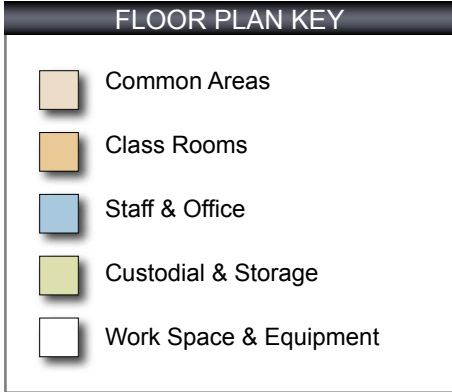 FLOOR PLAN KEY
Common Areas
Class Rooms
Staff & Office
Custodial & Storage
Work Space & Equipment